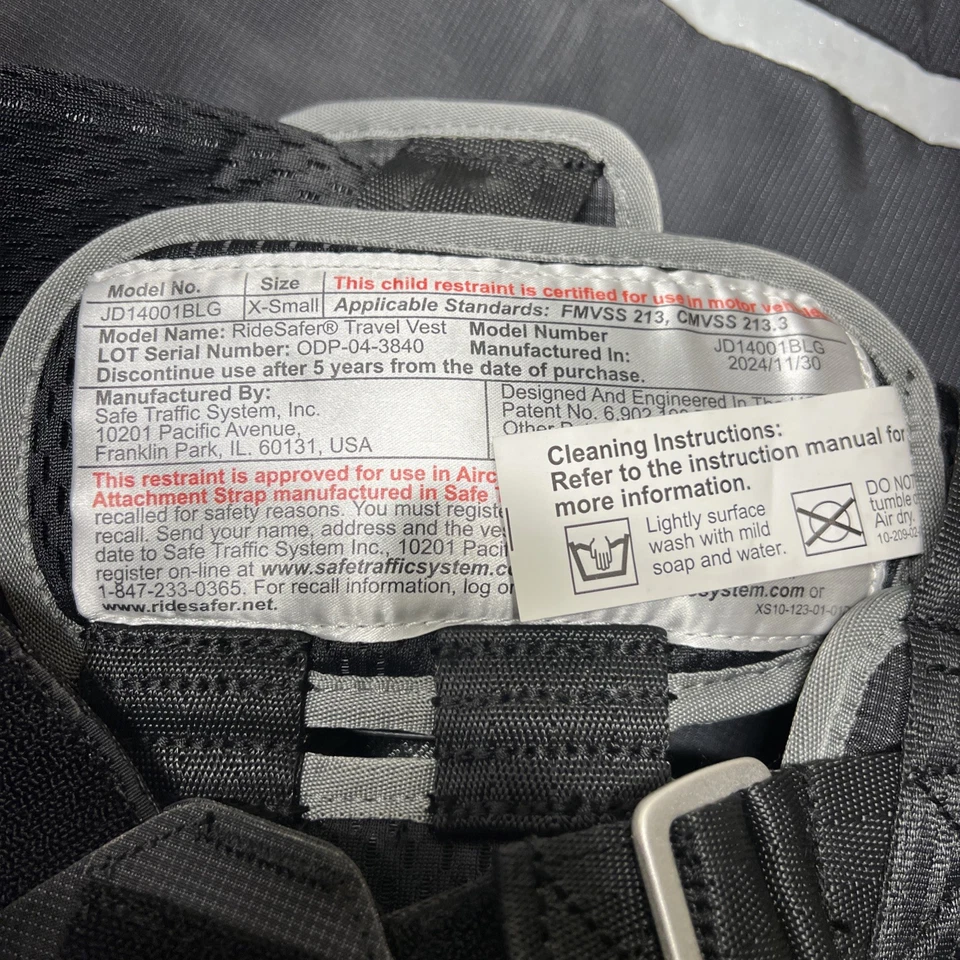 Model No. Size This child restraint is certified for use in motor vehicles
JD14001BLG X-Small Applicable Standards: FMVSS 213, CMVSS 213.3
Model Name: RideSafer® Travel Vest Model Number JD14001BLG
LOT Serial Number: ODP-04-3840 Manufactured In: 2024/11/30
Discontinue use after 5 years from the date of purchase.
Manufactured By:
Safe Traffic System, Inc.
10201 Pacific Avenue,
Franklin Park, IL. 60131, USA
Designed And Engineered In
Patent No. 6,902
Other
This restraint is approved for use in
Attachment Strap manufactured in Safe
recalled for safety reasons. You must
recall. Send your name, address and the
date to Safe Traffic System Inc., 10201
register on-line at www.safetrafficsystem.
1-847-233-0365. For recall information, log
system.com or
www.ridesafer.net.
XS10-123-01-
Cleaning Instructions:
Refer to the instruction manual for
more information.
Lightly surface
wash with mild
soap and water.
DO NOT
tumble
Air dry.
10-209-02